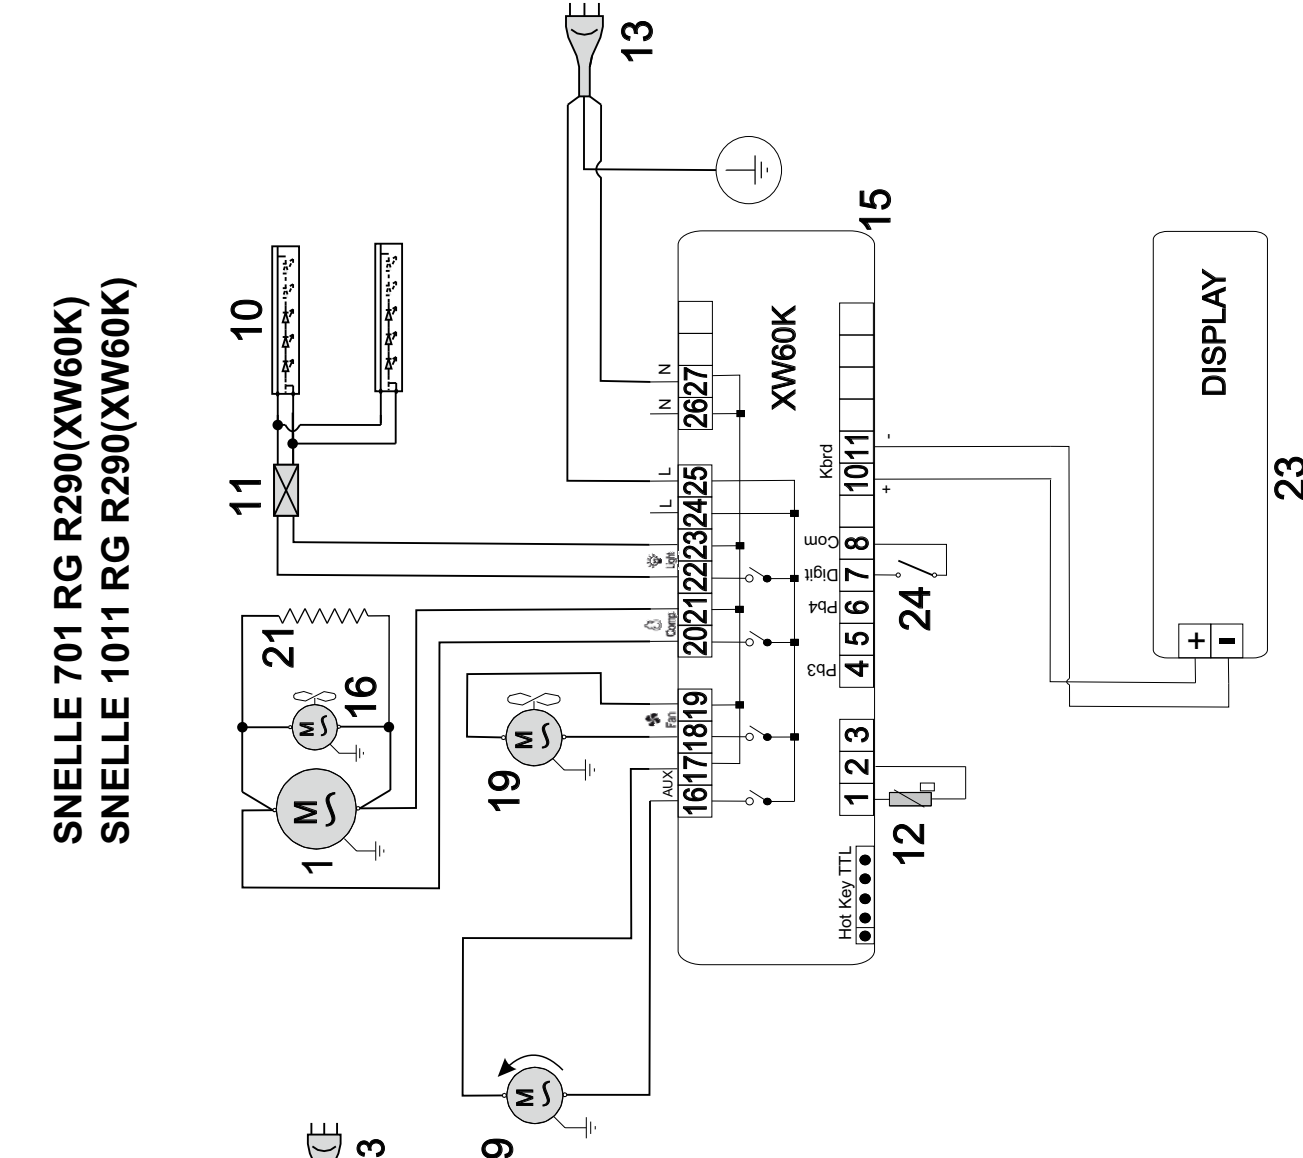 SNELLE 701 RG R290(XW60K)
SNELLE 1011 RG R290(XW60K)
13
15
10
11
21
16
M
1
M
19
M
9
3
M
N
N
L
L
Light
Comp.
Fan
AUX
27
26
25
24
23
22
21
20
19
18
17
16
XW60K
Kbrd
11
10
8
7
6
5
4
3
2
1
-
+
Com
Digit
Pb4
Pb3
Hot Key TTL
24
12
DISPLAY
+
-
23